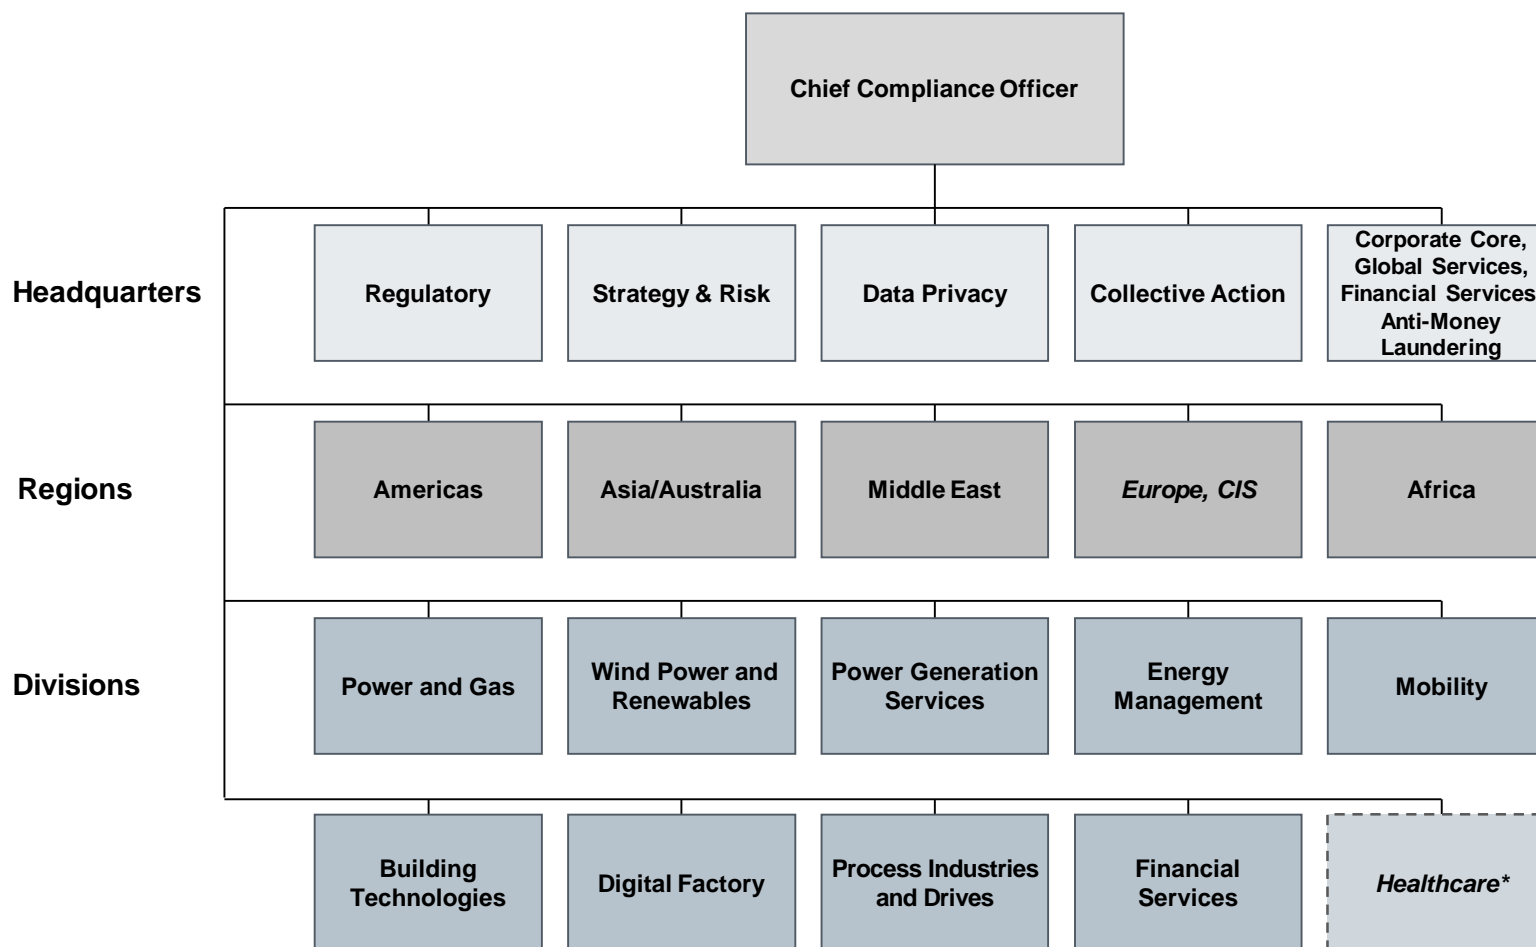 Chief Compliance Officer
Headquarters
Regulatory
Strategy & Risk
Data Privacy
Collective Action
Corporate Core,
Global Services,
Financial Services
Anti-Money
Laundering
Regions
Americas
Asia/Australia
Middle East
Europe, CIS
Africa
Divisions
Power and Gas
Wind Power and
Renewables
Power Generation
Services
Energy
Management
Mobility
Building
Technologies
Digital Factory
Process Industries
and Drives
Financial
Services
Healthcare*